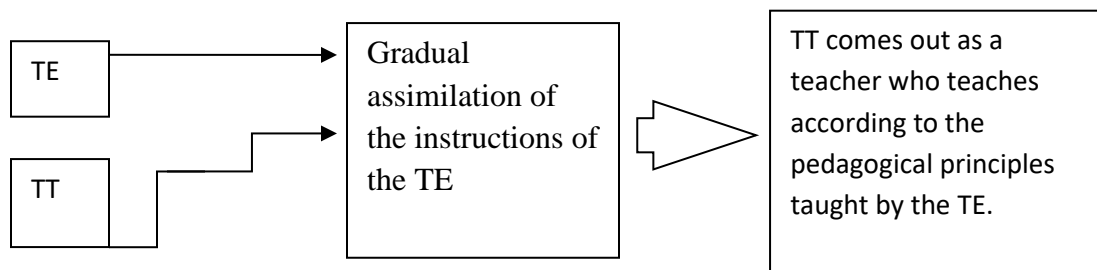 TE
TT
Gradual
assimilation of
the instructions of
the TE
TT comes out as a
teacher who teaches
according to the
pedagogical principles
taught by the TE.